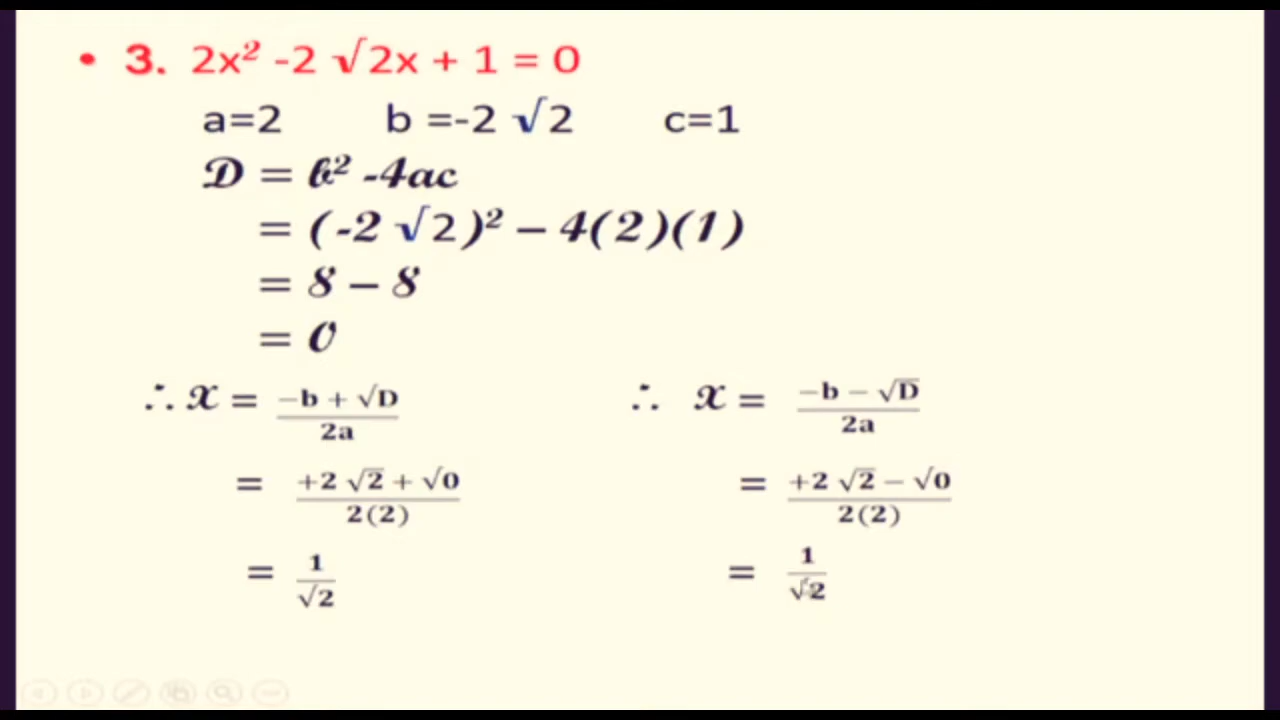 • 3. 2x² -2 √2x + 1 = 0
a=2 b =-2 √2 c=1
D = b² -4ac
= (-2 √2)² – 4(2)(1)
= 8 – 8
= 0
∴ x = (−b + √D)/2a ∴ x = (−b − √D)/2a
= (+2 √2 + √0)/2(2) = (+2 √2 − √0)/2(2)
= 1/√2 = 1/√2